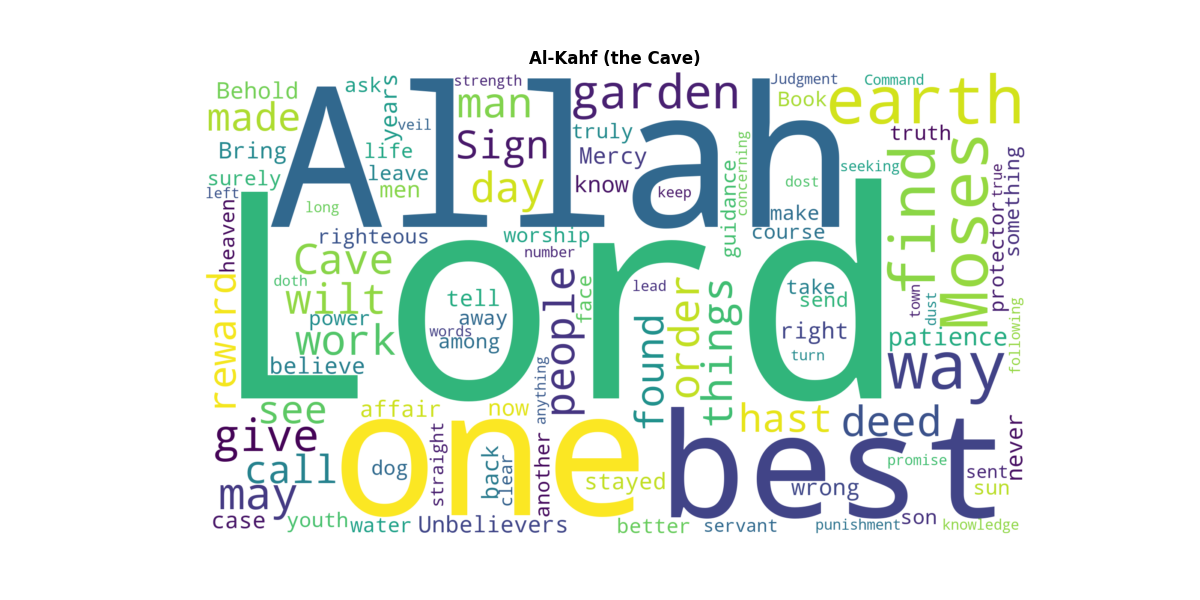 Al-Kahf (the Cave)
Allah
Lord
one
best
Behold
ask
years
strength
man
garden
Judgment
Command
Book
earth
made
veil
Sign
truly
Mercy
truth
Bring
life
surely
leave
men
day
know
keep
concerning
dost
seeking
find
Moses
true
something
left
long
heaven
righteous
worship
number
guidance
make
course
protector
Cave
doth
wilt
tell
face
lead
take
send
town
dust
reward
power
away
words
among
people
order
things
right
turn
patience
following
work
believe
found
way
see
affair
now
anything
hast
deed
give
call
dog
straight
back
clear
another
stayed
wrong
promise
sent
sun
never
may
case
youth
water
Unbelievers
better
servant
punishment
son
knowledge